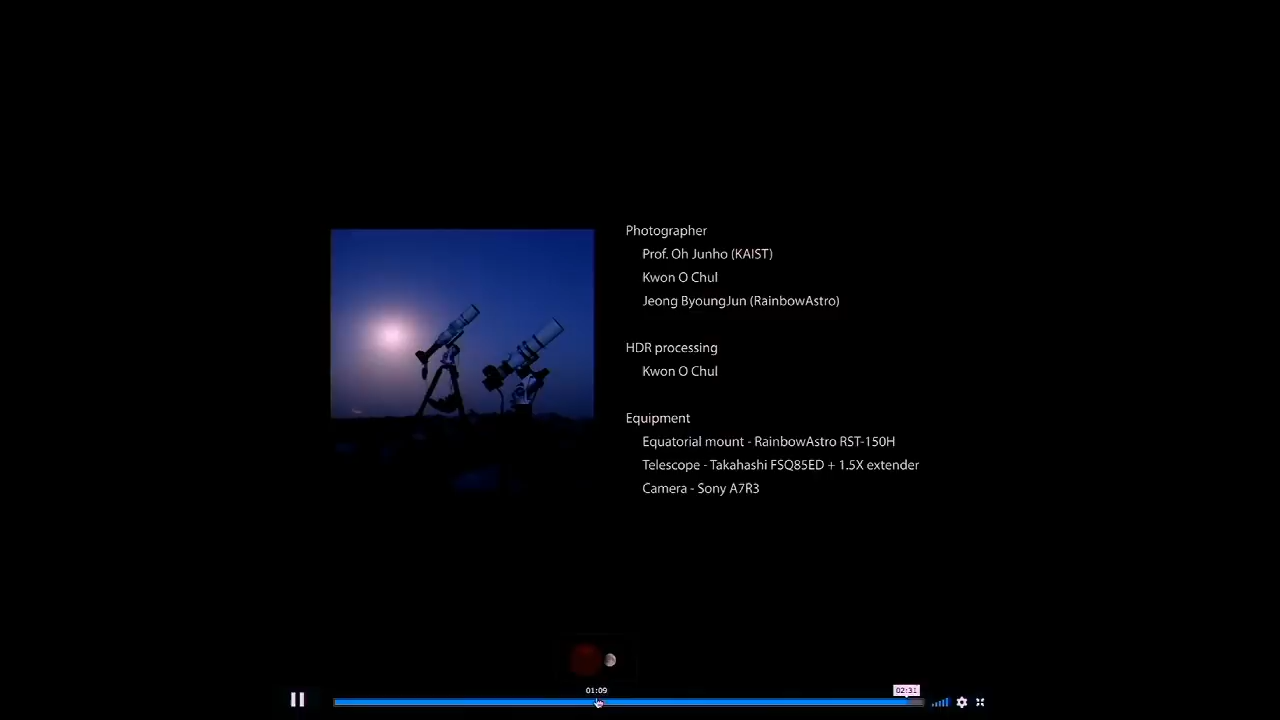 Photographer
Prof. Oh Junho (KAIST)
Kwon O Chul
Jeong ByoungJun (RainbowAstro)
HDR processing
Kwon O Chul
Equipment
Equatorial mount - RainbowAstro RST-150H
Telescope - Takahashi FSQ85ED + 1.5X extender
Camera - Sony A7R3
01:09
02:31